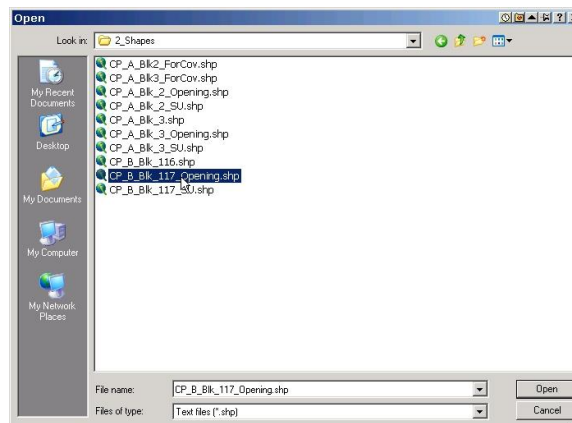 Open
Look in: 2_Shapes
My Recent
Documents
Desktop
My Documents
My Computer
My Network
Places
CP_A_Blk2_ForCov.shp
CP_A_Blk3_ForCov.shp
CP_A_Blk_2_Opening.shp
CP_A_Blk_2_SU.shp
CP_A_Blk_3.shp
CP_A_Blk_3_Opening.shp
CP_A_Blk_3_SU.shp
CP_B_Blk_116.shp
CP_B_Blk_117_Opening.shp
CP_B_Blk_117_SU.shp
File name: CP_B_Blk_117_Opening.shp Open
Files of type: Text files (*.shp) Cancel